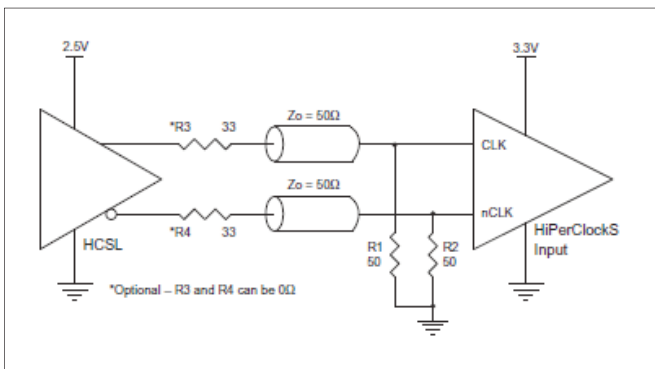 2.5V
3.3V
*R3 33
Zo = 50Ω
CLK
Zo = 50Ω
nCLK
*R4 33
HCSL
R1
50
R2
50
HiPerClockS
Input
*Optional – R3 and R4 can be 0Ω